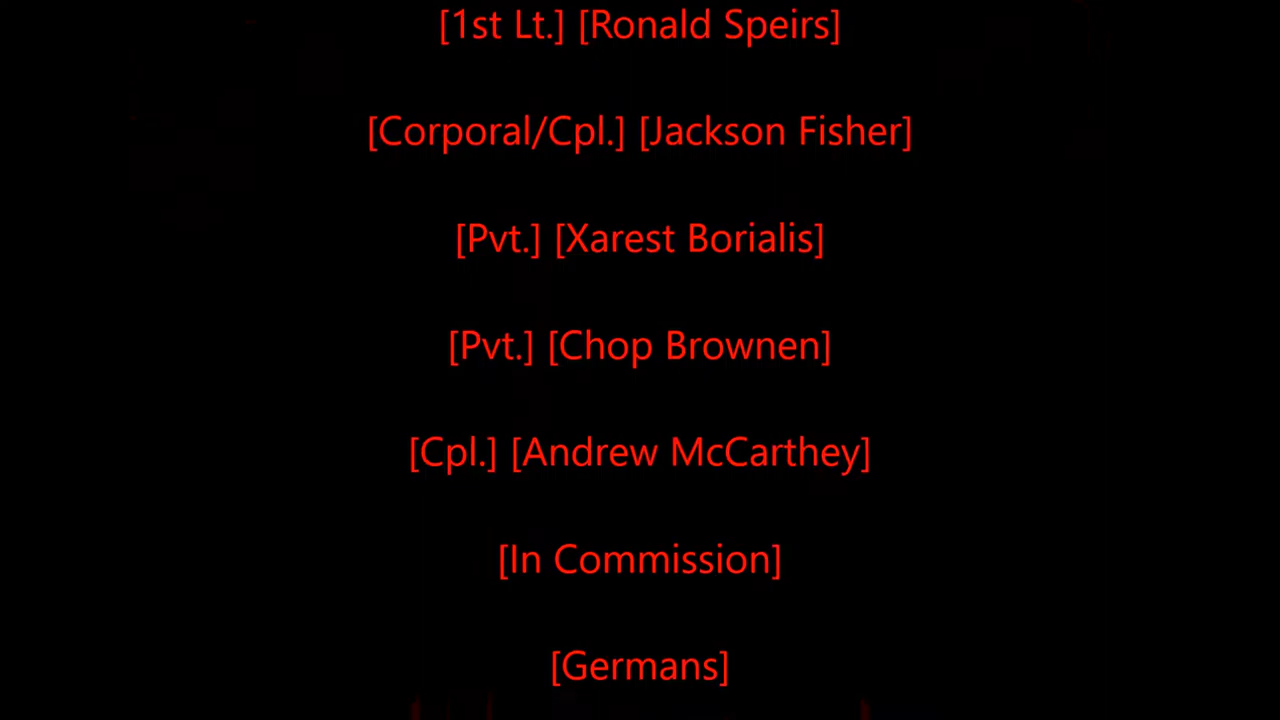 [1st Lt.] [Ronald Speirs]
[Corporal/Cpl.] [Jackson Fisher]
[Pvt.] [Xarest Borialis]
[Pvt.] [Chop Brownen]
[Cpl.] [Andrew McCarthey]
[In Commission]
[Germans]